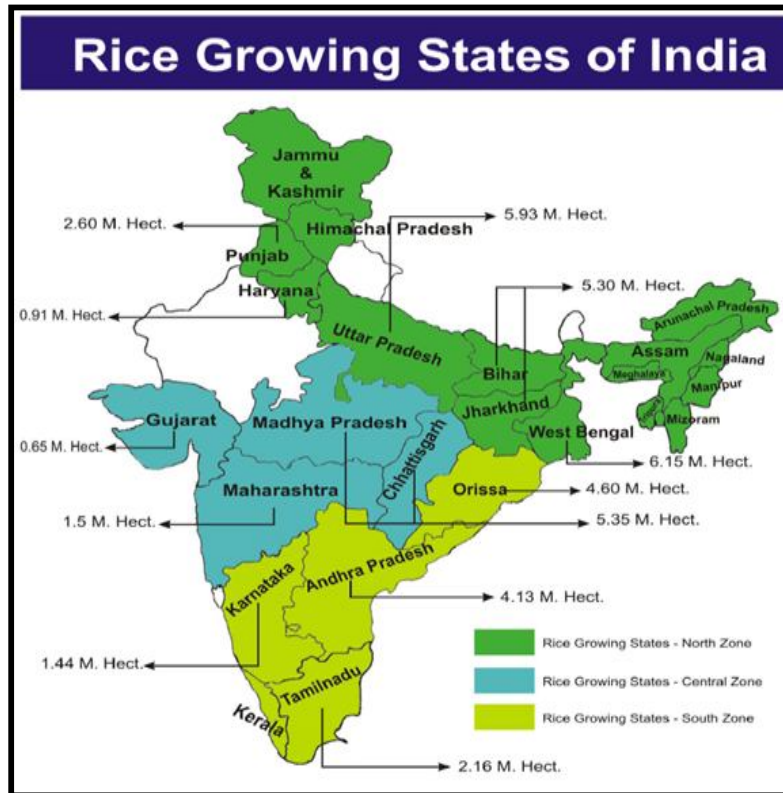 Rice Growing States of India
Jammu
&
Kashmir
5.93 M. Hect.
2.60 M. Hect.
Himachal Pradesh
Punjab
Haryana
5.30 M. Hect.
Arunachal Pradesh
0.91 M. Hect.
Uttar Pradesh
Assam
Nagaland
Bihar
Meghalaya
Manipur
Jharkhand
Tripura
Mizoram
Gujarat
Madhya Pradesh
West Bengal
0.65 M. Hect.
Chhattisgarh
6.15 M. Hect.
Maharashtra
Orissa
4.60 M. Hect.
1.5 M. Hect.
5.35 M. Hect.
Andhra Pradesh
Karnataka
4.13 M. Hect.
Rice Growing States - North Zone
1.44 M. Hect.
Rice Growing States - Central Zone
Tamilnadu
Kerala
Rice Growing States - South Zone
2.16 M. Hect.